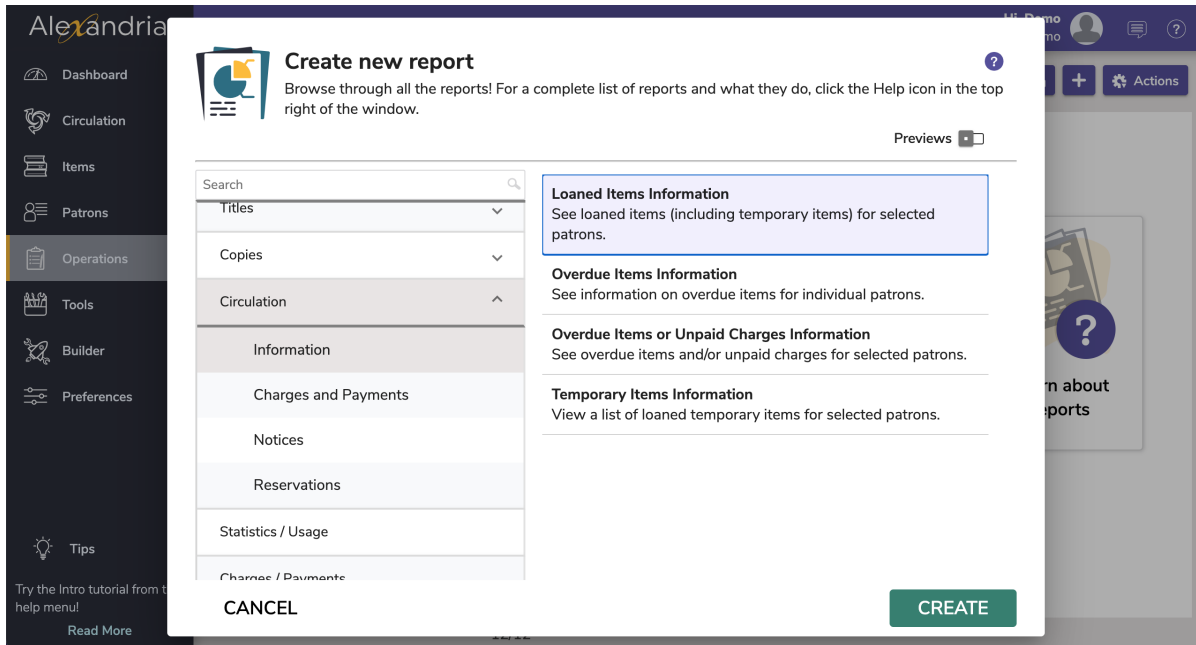 Alexandria
Hi, Demo
mo
Dashboard
Circulation
Items
Patrons
Operations
Tools
Builder
Preferences
Tips
Try the Intro tutorial from t
help menu!
Read More
Actions
Create new report
?
Browse through all the reports! For a complete list of reports and what they do, click the Help icon in the top
right of the window.
Previews
Search
Titles
Copies
Circulation
Information
Charges and Payments
Notices
Reservations
Statistics / Usage
Charges / Payments
Loaned Items Information
See loaned items (including temporary items) for selected
patrons.
Overdue Items Information
See information on overdue items for individual patrons.
Overdue Items or Unpaid Charges Information
See overdue items and/or unpaid charges for selected patrons.
Temporary Items Information
View a list of loaned temporary items for selected patrons.
CANCEL
CREATE
?
rn about
eports
12/12